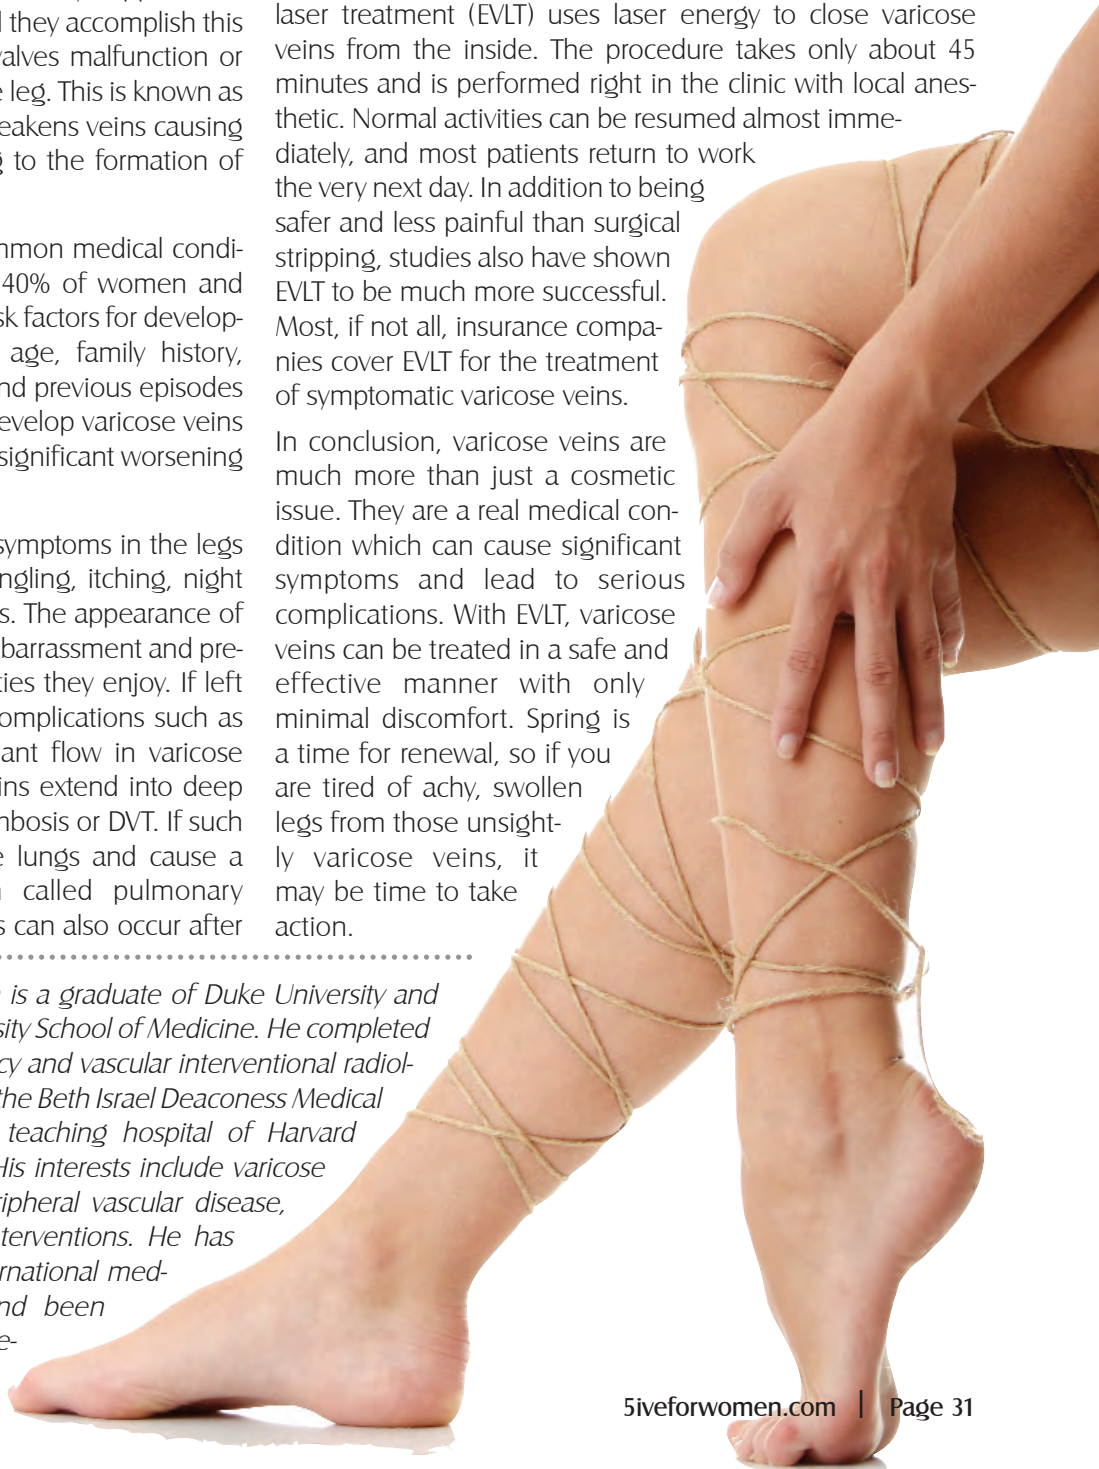 l they accomplish this
valves malfunction or
e leg. This is known as
eakens veins causing
g to the formation of
mmon medical condi-
40% of women and
sk factors for develop-
age, family history,
nd previous episodes
evelop varicose veins
significant worsening
symptoms in the legs
ngling, itching, night
s. The appearance of
barrassment and pre-
ties they enjoy. If left
omplications such as
ant flow in varicose
ins extend into deep
mbosis or DVT. If such
e lungs and cause a
called pulmonary
s can also occur after
laser treatment (EVLT) uses laser energy to close varicose
veins from the inside. The procedure takes only about 45
minutes and is performed right in the clinic with local anes-
thetic. Normal activities can be resumed almost imme-
diately, and most patients return to work
the very next day. In addition to being
safer and less painful than surgical
stripping, studies also have shown
EVLT to be much more successful.
Most, if not all, insurance compa-
nies cover EVLT for the treatment
of symptomatic varicose veins.
In conclusion, varicose veins are
much more than just a cosmetic
issue. They are a real medical con-
dition which can cause significant
symptoms and lead to serious
complications. With EVLT, varicose
veins can be treated in a safe and
effective manner with only
minimal discomfort. Spring is
a time for renewal, so if you
are tired of achy, swollen
legs from those unsight-
ly varicose veins, it
may be time to take
action.
is a graduate of Duke University and
sity School of Medicine. He completed
cy and vascular interventional radiol-
the Beth Israel Deaconess Medical
teaching hospital of Harvard
His interests include varicose
ripheral vascular disease,
terventions. He has
rnational med-
nd been
e-
5iveforwomen.com | Page 31